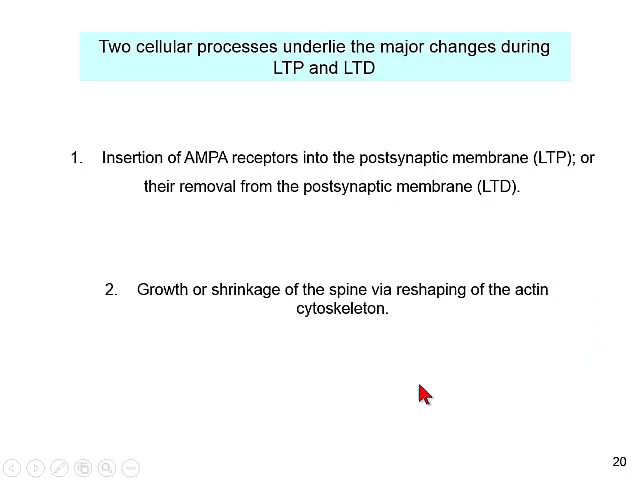 Two cellular processes underlie the major changes during
LTP and LTD
1. Insertion of AMPA receptors into the postsynaptic membrane (LTP); or
their removal from the postsynaptic membrane (LTD).
2. Growth or shrinkage of the spine via reshaping of the actin
cytoskeleton.
20